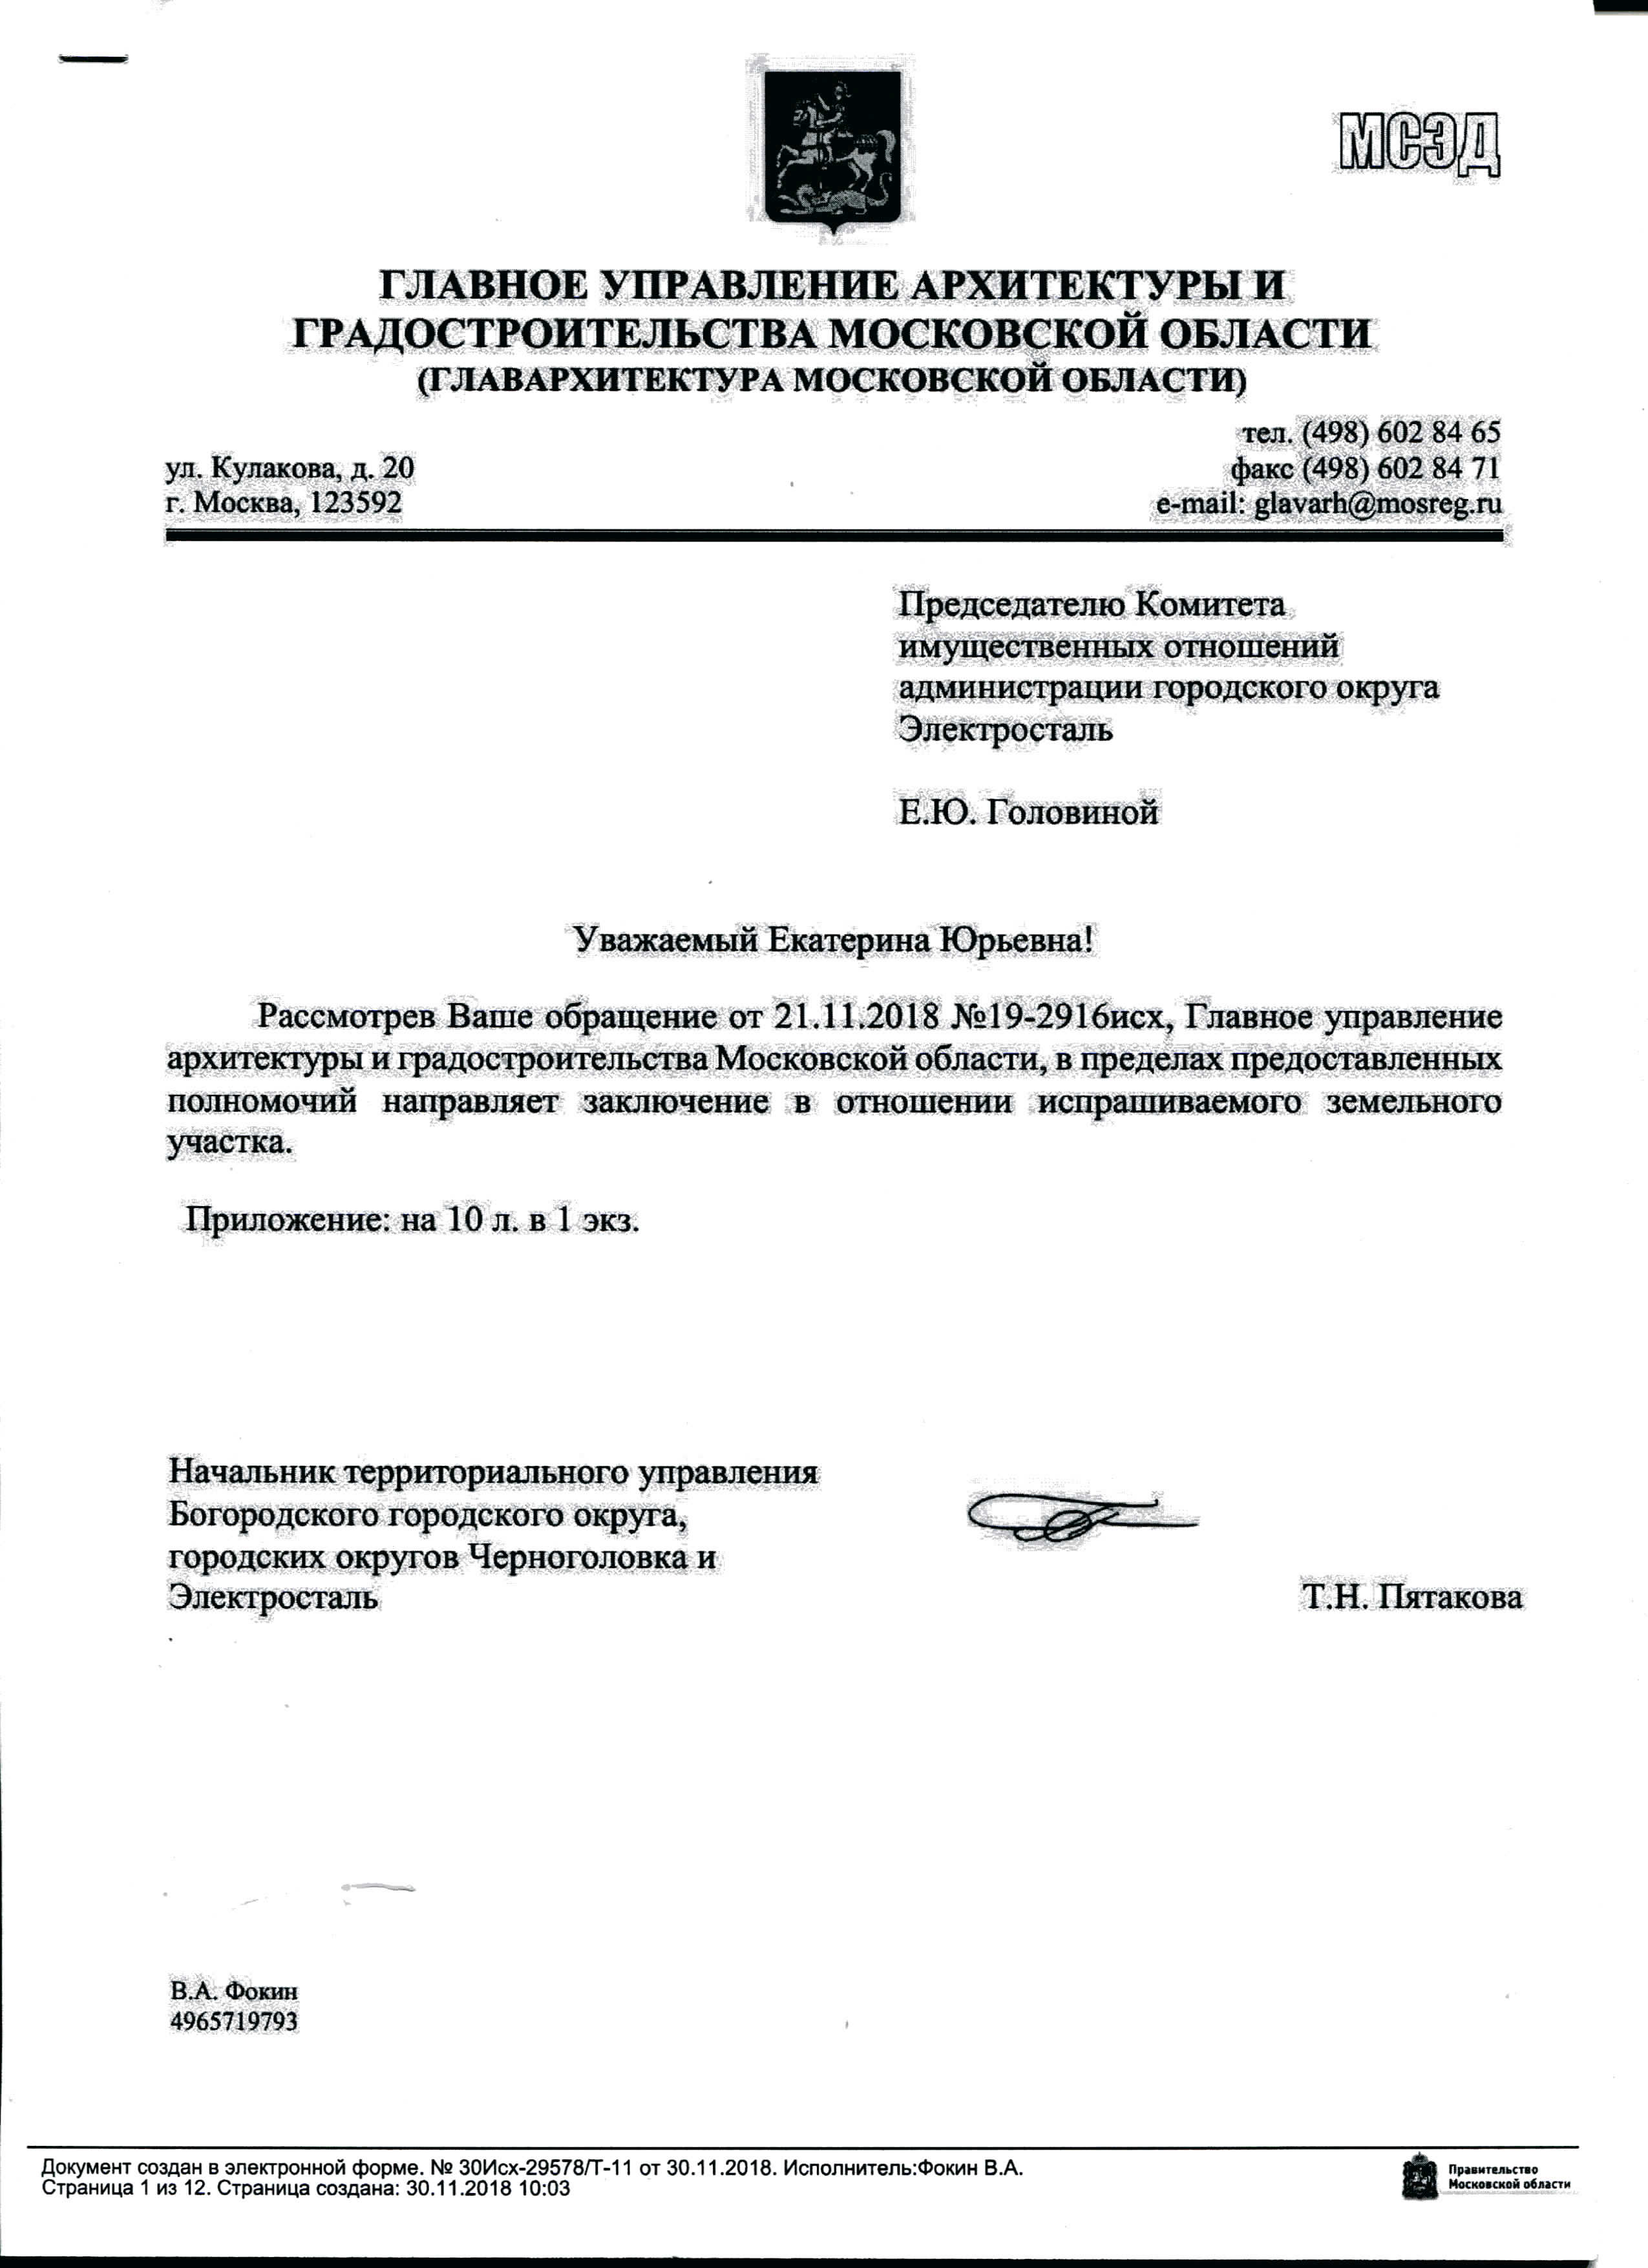 МСЭД
ГЛАВНОЕ УПРАВЛЕНИЕ АРХИТЕКТУРЫ И
ГРАДОСТРОИТЕЛЬСТВА МОСКОВСКОЙ ОБЛАСТИ
(ГЛАВАРХИТЕКТУРА МОСКОВСКОЙ ОБЛАСТИ)
тел. (498) 602 84 65
ул. Кулакова, д. 20
факс (498) 602 84 71
г. Москва, 123592
e-mail: glavarh@mosreg.ru
Председателю Комитета
имущественных отношений
администрации городского округа
Электросталь
Е.Ю. Головиной
Уважаемый Екатерина Юрьевна!
Рассмотрев Ваше обращение от 21.11.2018 №19-2916исх, Главное управление
архитектуры и градостроительства Московской области, в пределах предоставленных
полномочий направляет заключение в отношении испрашиваемого земельного
участка.
Приложение: на 10 л. в 1 экз.
Начальник территориального управления
Богородского городского округа,
городских округов Черноголовка и
Электросталь
Т.Н. Пятакова
В.А. Фокин
4965719793
Документ создан в электронной форме. № 30Исх-29578/Т-11 от 30.11.2018. Исполнитель:Фокин В.А.
Страница 1 из 12. Страница создана: 30.11.2018 10:03
Правительство
Московской области